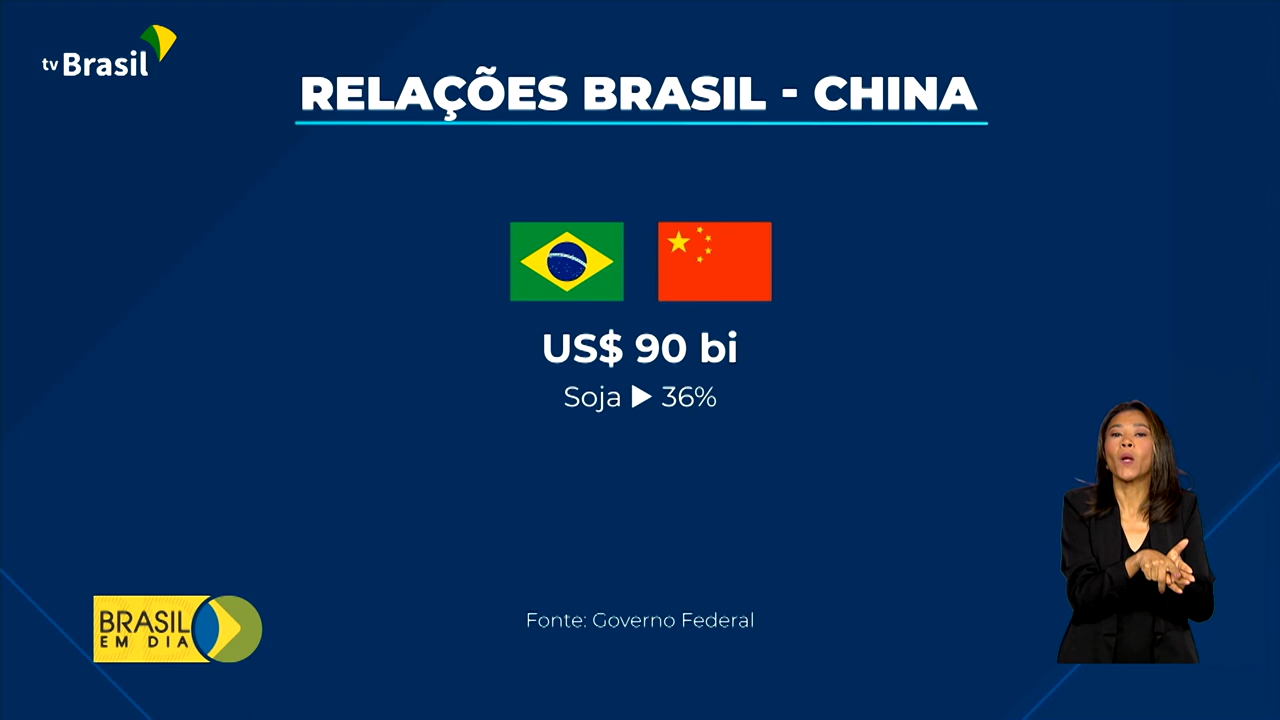 tv Brasil
RELAÇÕES BRASIL - CHINA
US$ 90 bi
Soja ▶ 36%
Fonte: Governo Federal
BRASIL
EM DIA